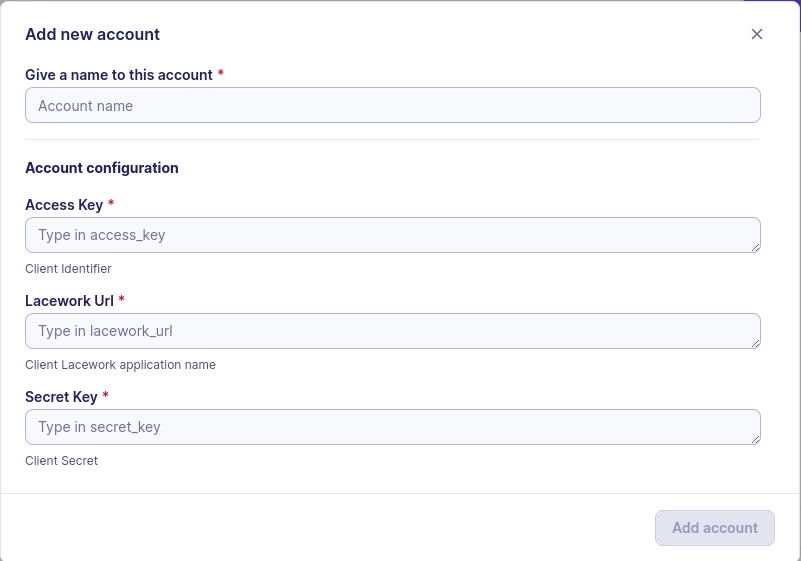 Add new account
Give a name to this account *
Account name
Account configuration
Access Key *
Type in access_key
Client Identifier
Lacework Url *
Type in lacework_url
Client Lacework application name
Secret Key *
Type in secret_key
Client Secret
Add account